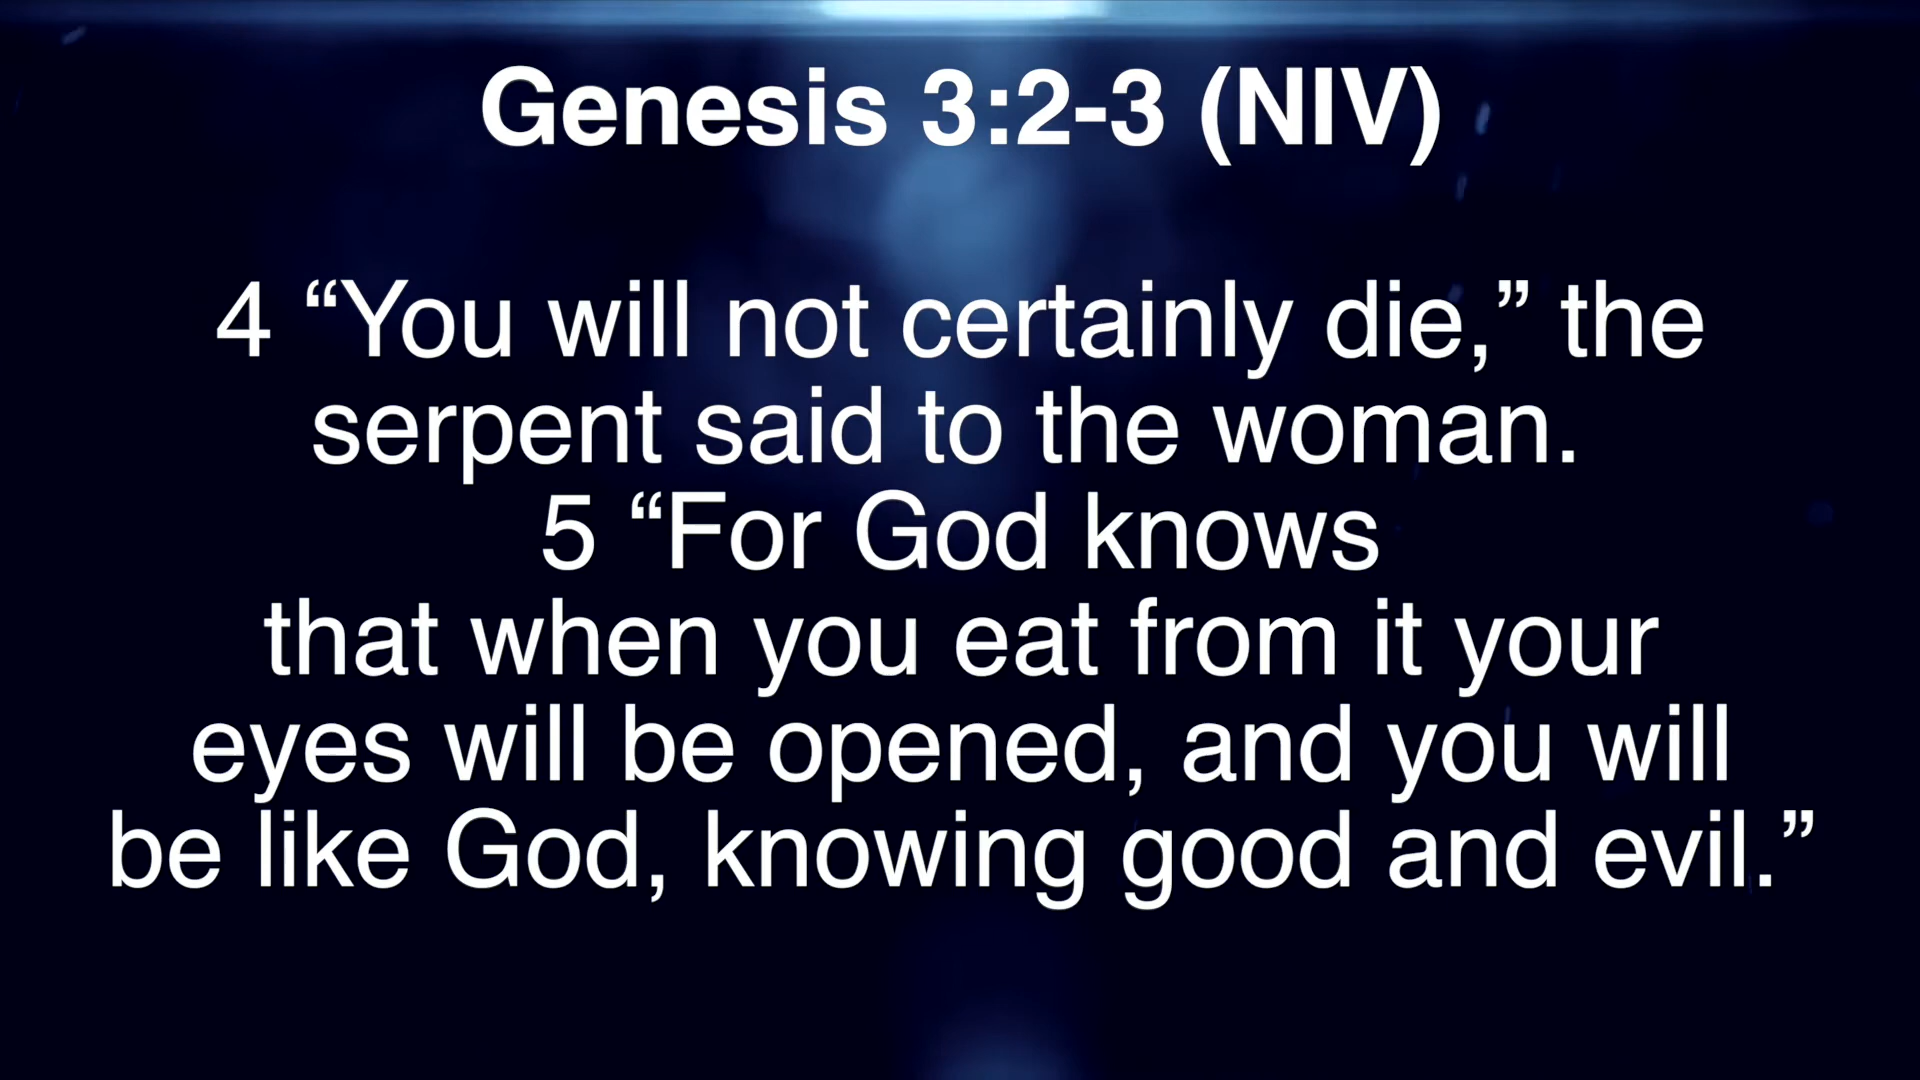 Genesis 3:2-3 (NIV)
4 “You will not certainly die,” the
serpent said to the woman.
5 “For God knows
that when you eat from it your
eyes will be opened, and you will
be like God, knowing good and evil.”